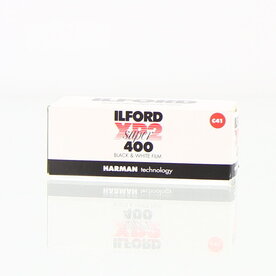 ILFORD
XP2
super
400
BLACK & WHITE FILM
HARMAN technology
C41